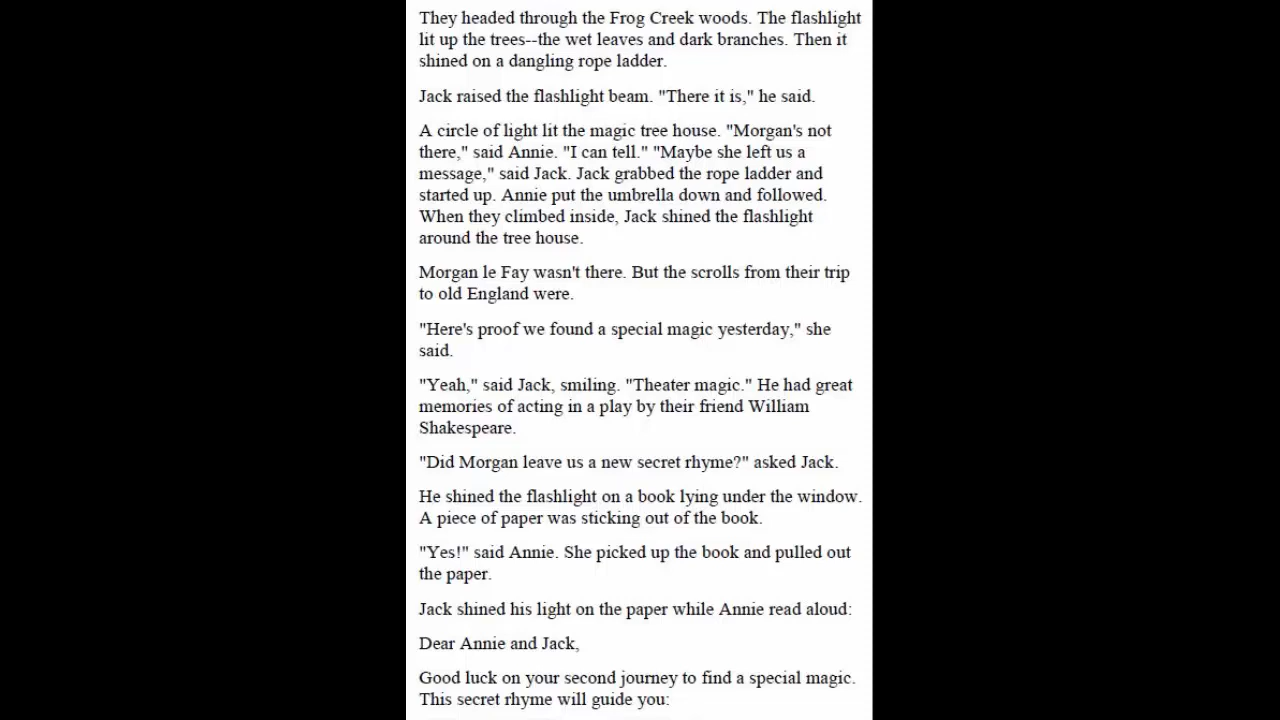 They headed through the Frog Creek woods. The flashlight
lit up the trees--the wet leaves and dark branches. Then it
shined on a dangling rope ladder.
Jack raised the flashlight beam. "There it is," he said.
A circle of light lit the magic tree house. "Morgan's not
there," said Annie. "I can tell." "Maybe she left us a
message," said Jack. Jack grabbed the rope ladder and
started up. Annie put the umbrella down and followed.
When they climbed inside, Jack shined the flashlight
around the tree house.
Morgan le Fay wasn't there. But the scrolls from their trip
to old England were.
"Here's proof we found a special magic yesterday," she
said.
"Yeah," said Jack, smiling. "Theater magic." He had great
memories of acting in a play by their friend William
Shakespeare.
"Did Morgan leave us a new secret rhyme?" asked Jack.
He shined the flashlight on a book lying under the window.
A piece of paper was sticking out of the book.
"Yes!" said Annie. She picked up the book and pulled out
the paper.
Jack shined his light on the paper while Annie read aloud:
Dear Annie and Jack,
Good luck on your second journey to find a special magic.
This secret rhyme will guide you: